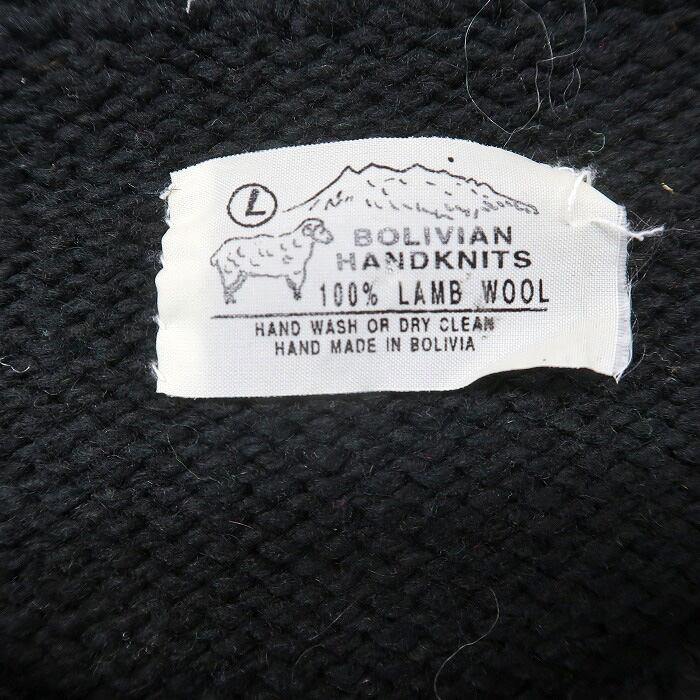 L
BOLIVIAN
HANDKNITS
100% LAMB WOOL
HAND WASH OR DRY CLEAN
HAND MADE IN BOLIVIA